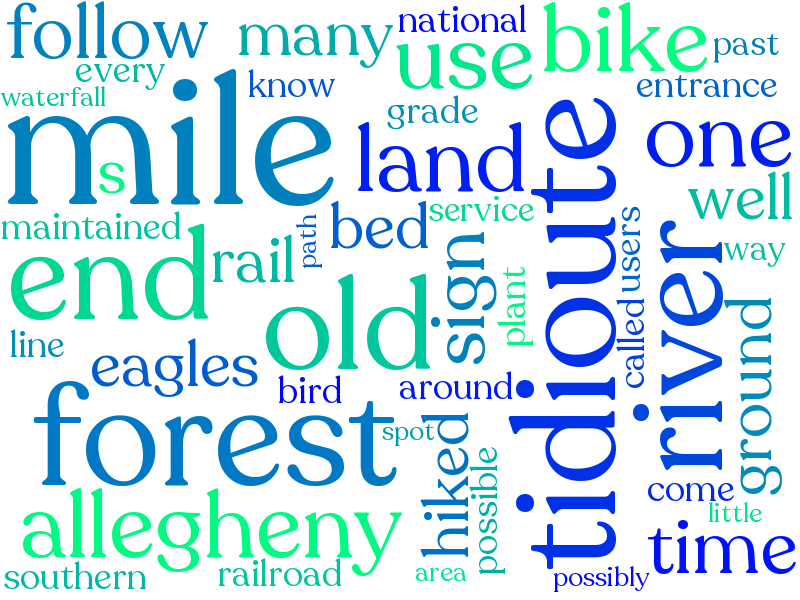 follow
many
national
use
bike
past
every
know
entrance
waterfall
grade
mile
s
land
one
well
maintained
path
bed
service
users
way
end
rail
old
sign
plant
tidioute
river
called
ground
line
eagles
bird
around
forest
spot
hiked
possible
come
little
allegheny
time
southern
railroad
area
possibly